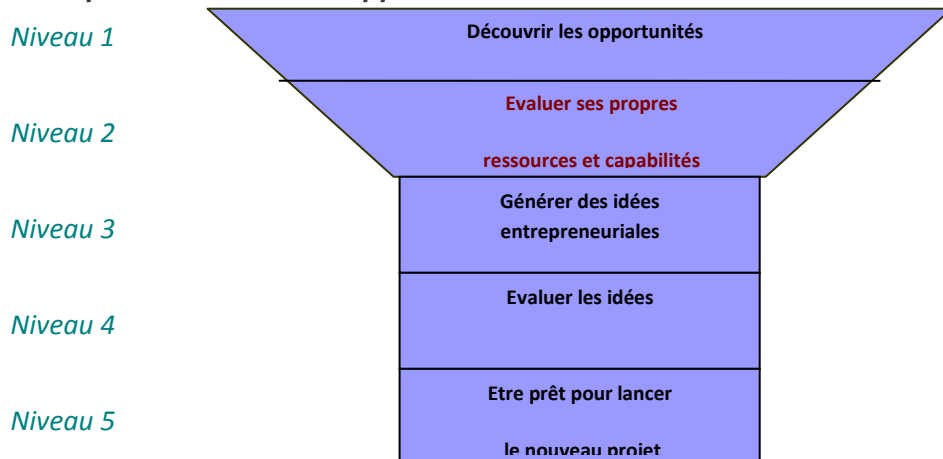 Niveau 1
Découvrir les opportunités
Niveau 2
Evaluer ses propres
ressources et capabilités
Niveau 3
Générer des idées
entrepreneuriales
Niveau 4
Evaluer les idées
Niveau 5
Etre prêt pour lancer
le nouveau projet